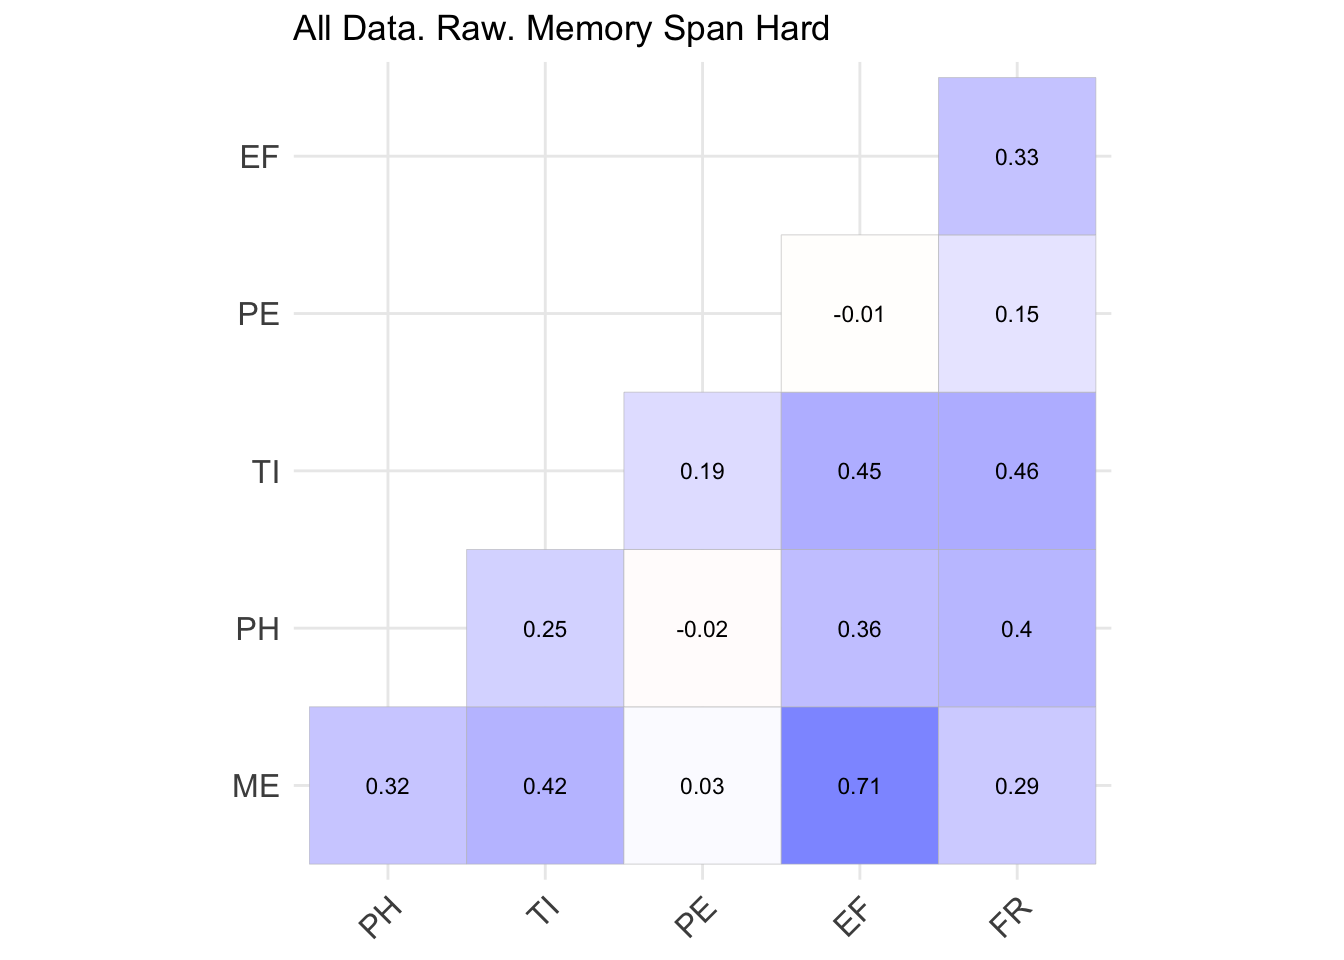 All Data. Raw. Memory Span Hard
EF 0.33
PE -0.01 0.15
TI 0.19 0.45 0.46
PH 0.25 -0.02 0.36 0.4
ME 0.32 0.42 0.03 0.71 0.29
PH TI PE EF FR